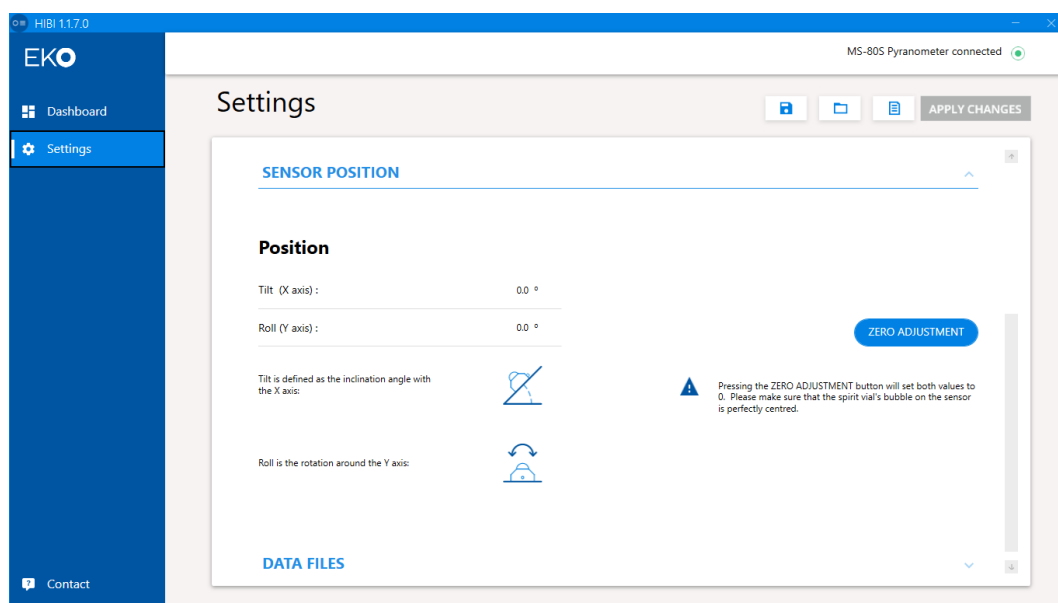 HIBI 1.1.7.0
EKO
MS-80S Pyranometer connected
Dashboard
Settings
Contact
Settings
APPLY CHANGES
SENSOR POSITION
Position
Tilt (X axis) :
0.0 °
Roll (Y axis) :
0.0 °
ZERO ADJUSTMENT
Tilt is defined as the inclination angle with
the X axis:
Pressing the ZERO ADJUSTMENT button will set both values to
0. Please make sure that the spirit vial's bubble on the sensor
is perfectly centred.
Roll is the rotation around the Y axis:
DATA FILES